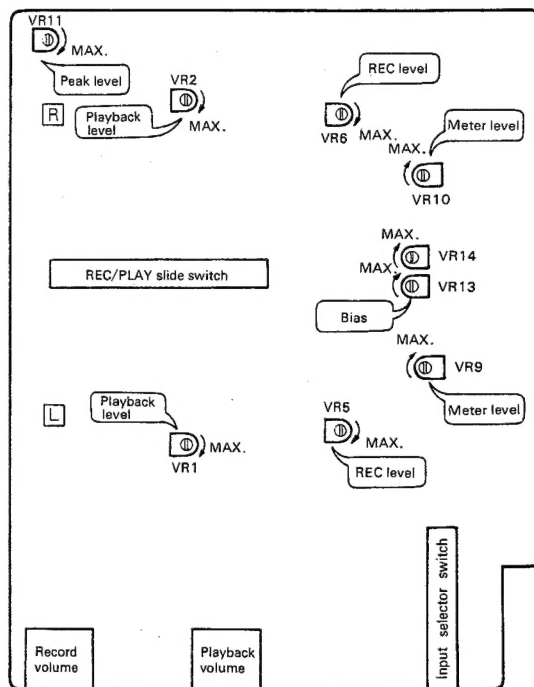 VR11
MAX.
Peak level
R
VR2
Playback
level
MAX.
REC level
VR6
MAX.
Meter level
MAX.
VR10
REC/PLAY slide switch
MAX.
VR14
MAX.
VR13
Bias
MAX.
VR9
Meter level
L
Playback
level
MAX.
VR1
VR5
MAX.
REC level
Input selector switch
Record
volume
Playback
volume